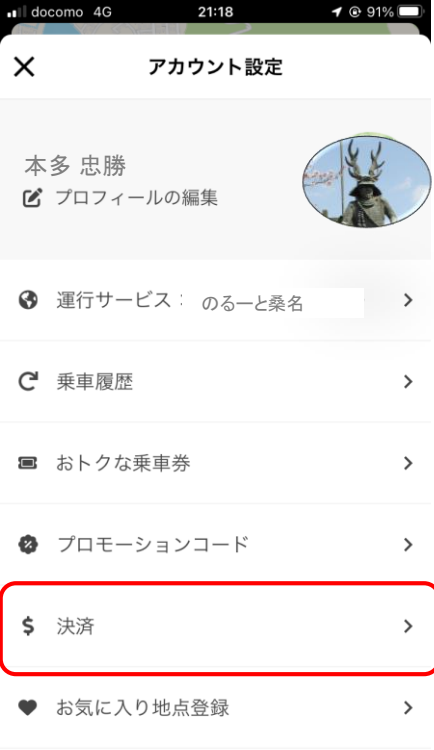 docomo 4G 21:18 91%
アカウント設定
本多 忠勝
プロフィールの編集
運行サービス： のるーと桑名
乗車履歴
おトクな乗車券
プロモーションコード
$ 決済
お気に入り地点登録